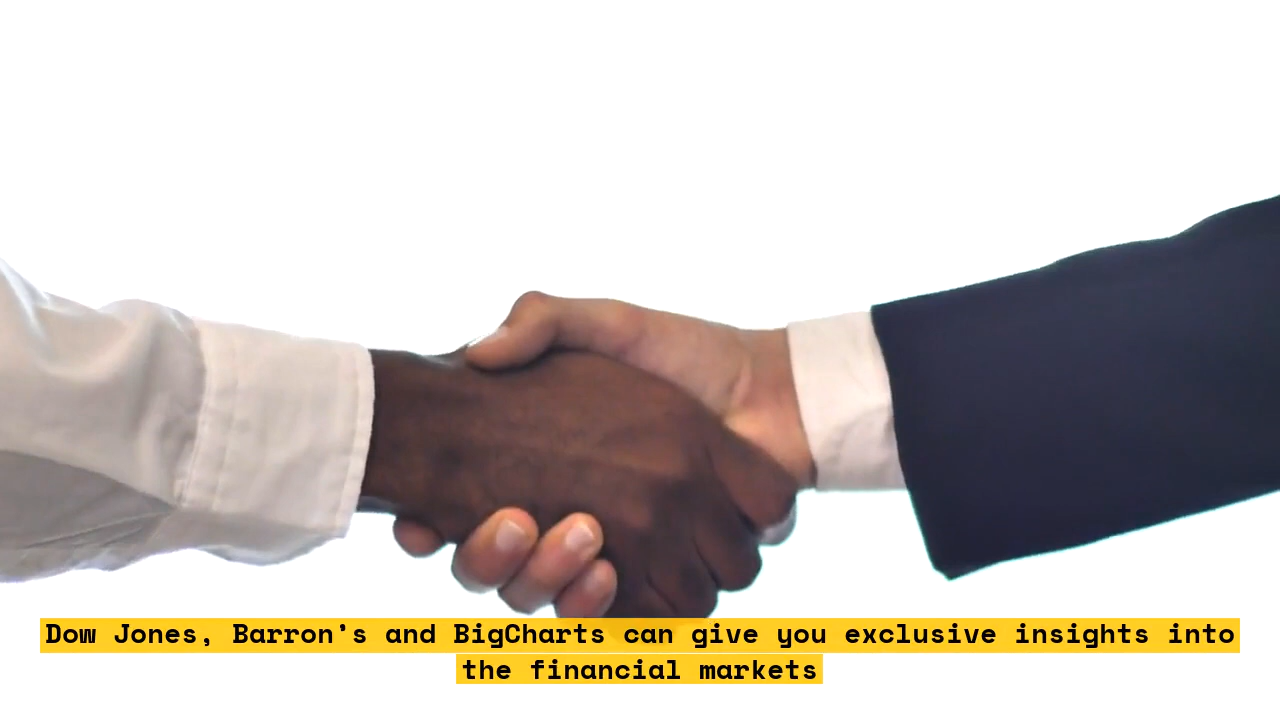 Dow Jones, Barron's and BigCharts can give you exclusive insights into
the financial markets